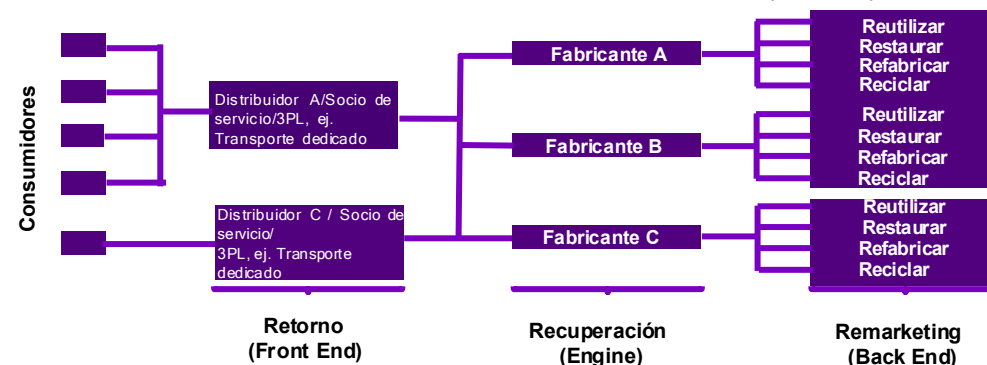 Consumidores
Distribuidor A/Socio de
servicio/3PL, ej.
Transporte dedicado
Distribuidor C / Socio de
servicio/
3PL, ej. Transporte
dedicado
Fabricante A
Fabricante B
Fabricante C
Reutilizar
Restaurar
Refabricar
Reciclar
Reutilizar
Restaurar
Refabricar
Reciclar
Reutilizar
Restaurar
Refabricar
Reciclar
Retorno
(Front End)
Recuperación
(Engine)
Remarketing
(Back End)